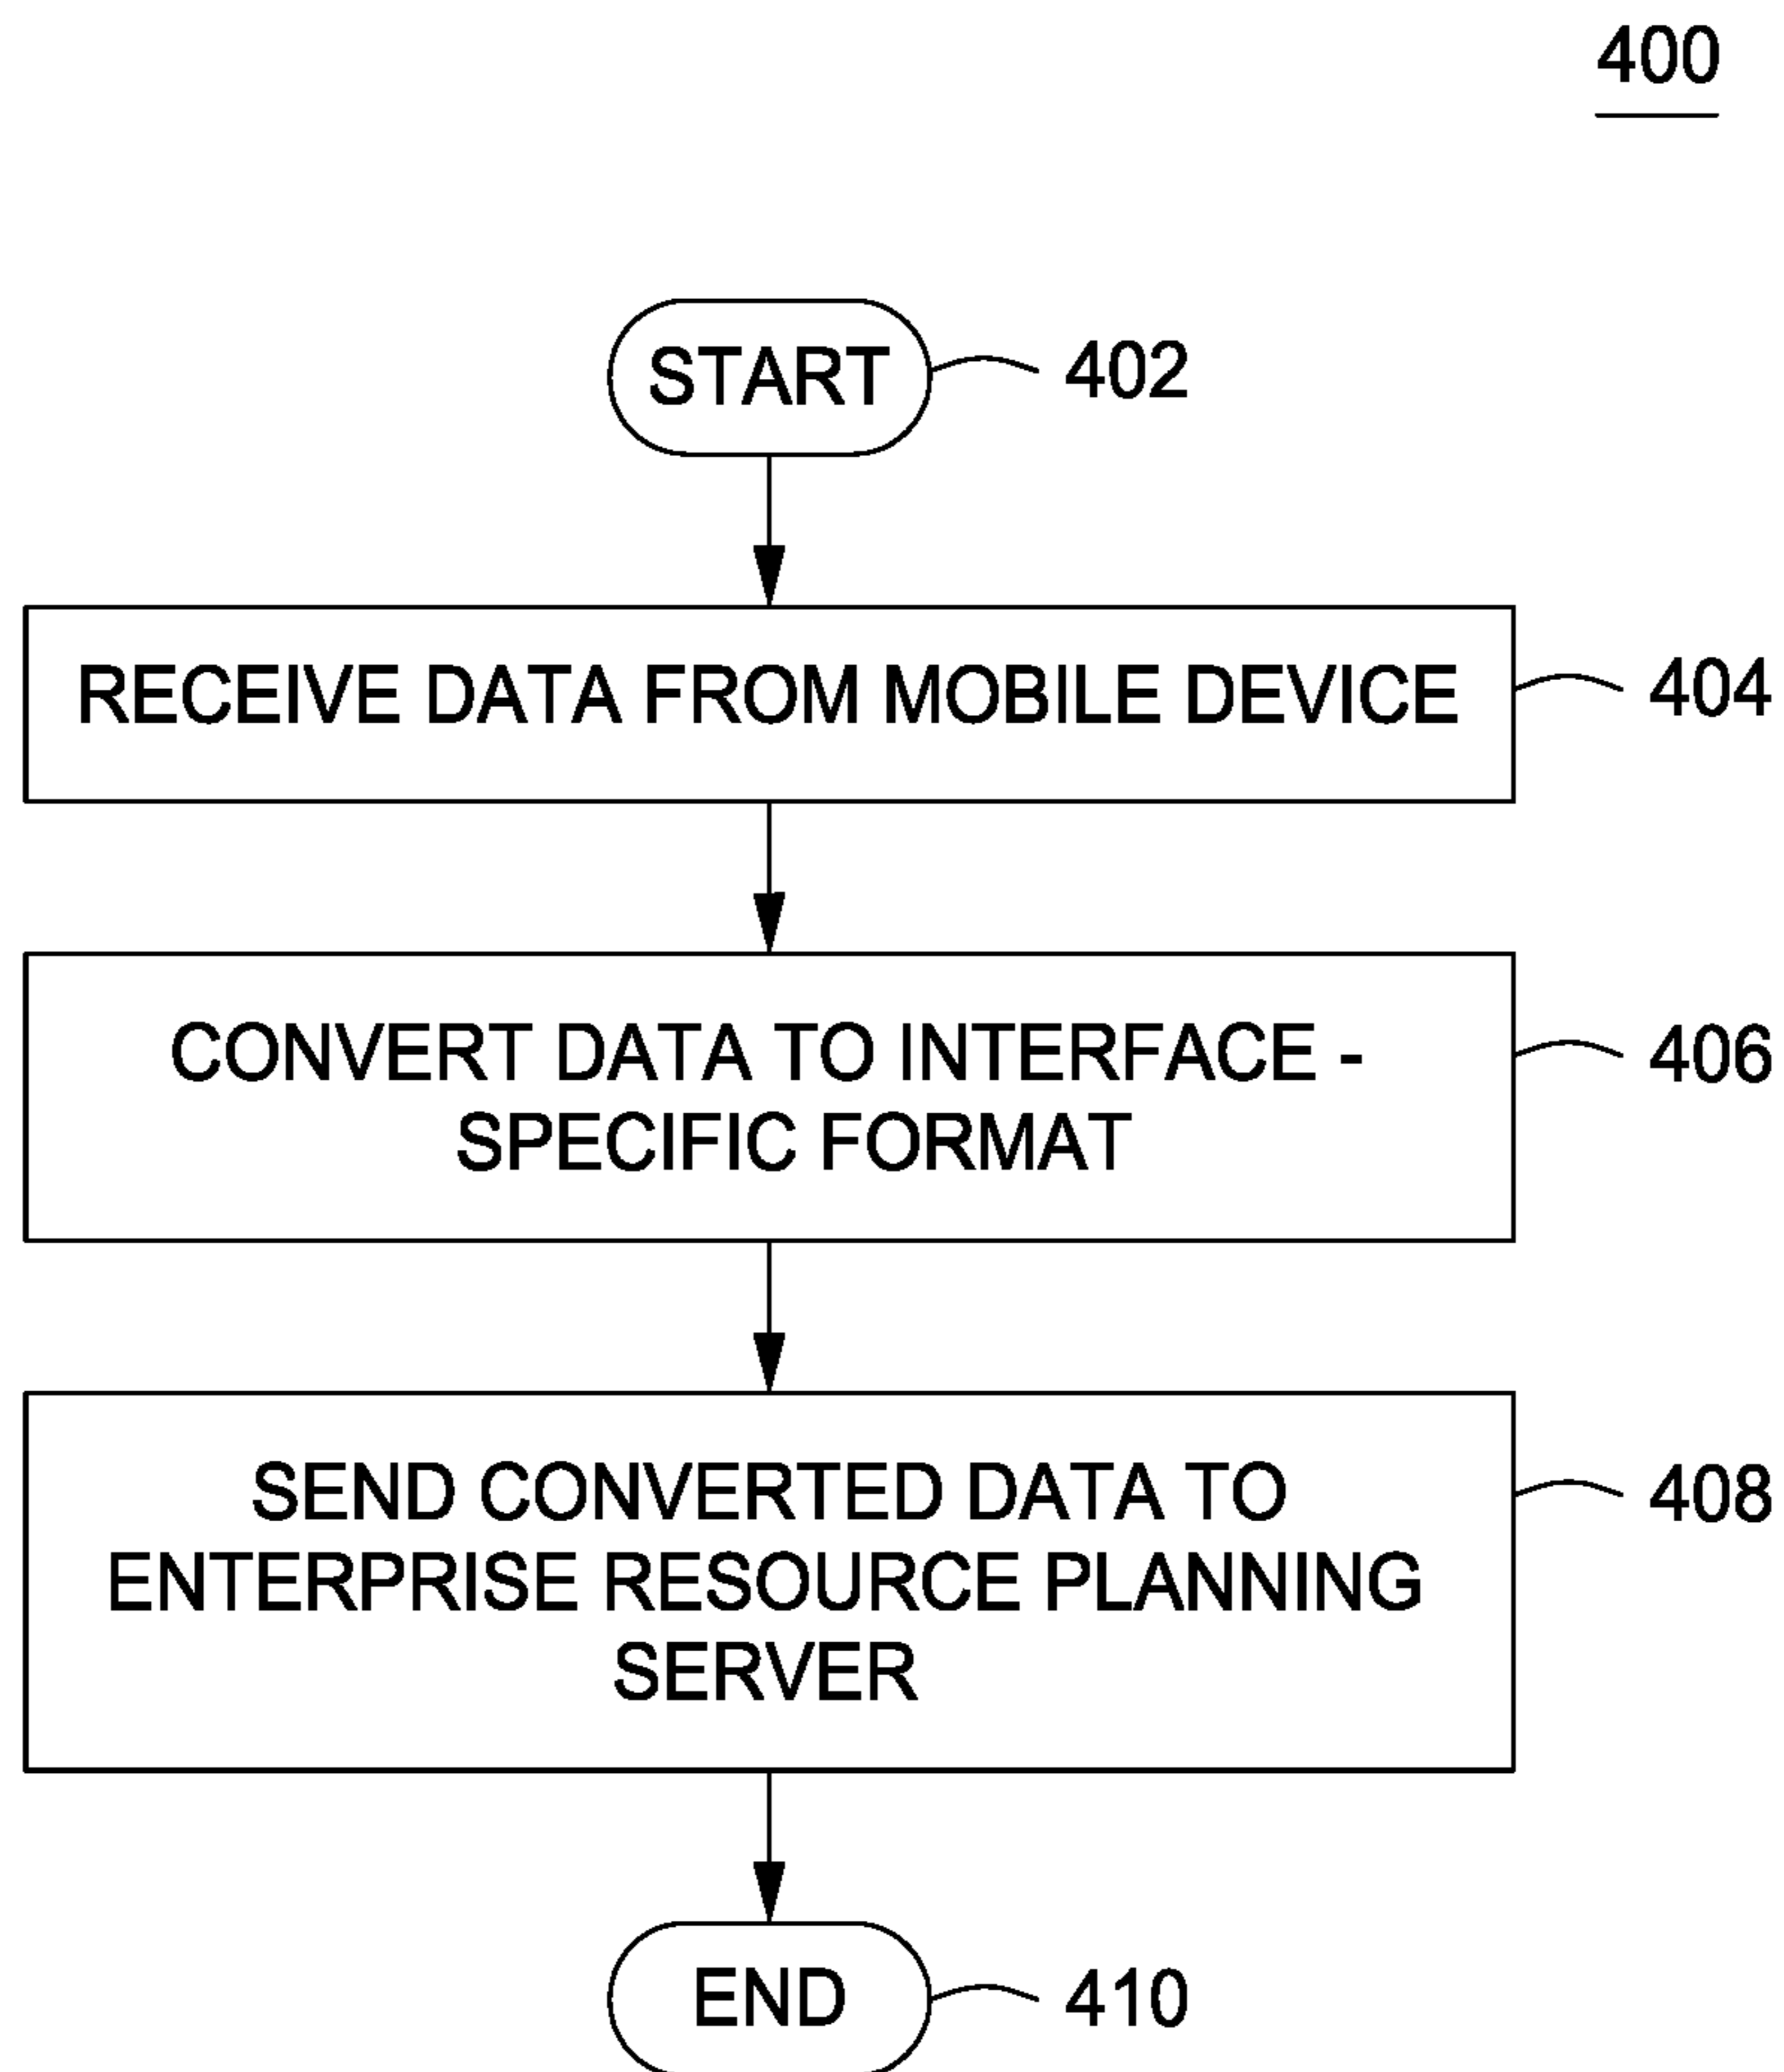 400
START
402
RECEIVE DATA FROM MOBILE DEVICE
404
CONVERT DATA TO INTERFACE -
SPECIFIC FORMAT
406
SEND CONVERTED DATA TO
ENTERPRISE RESOURCE PLANNING
SERVER
408
END
410